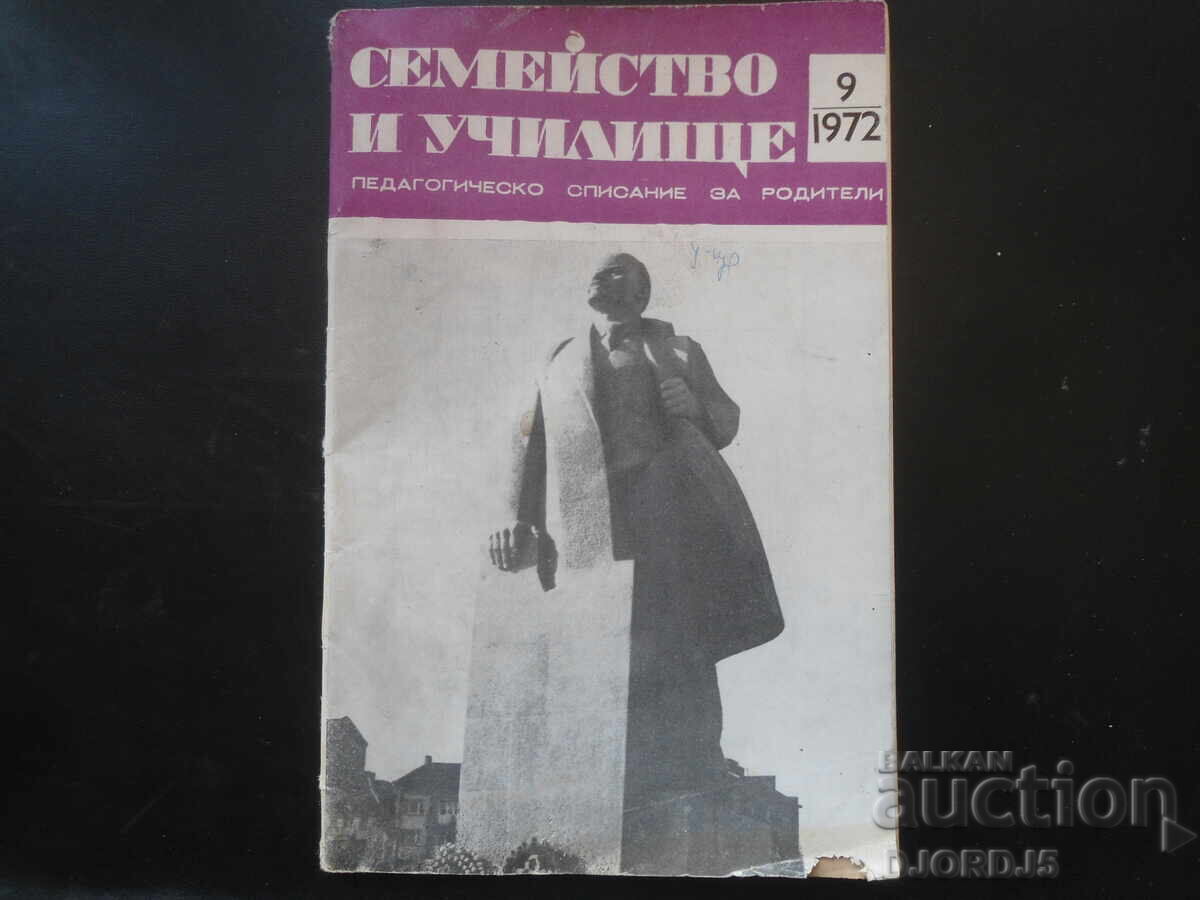 СЕМЕЙСТВО
И УЧИЛИЩЕ
9
1972
ПЕДАГОГИЧЕСКО СПИСАНИЕ ЗА РОДИТЕЛИ
BALKAN
auction
DJORDJ5